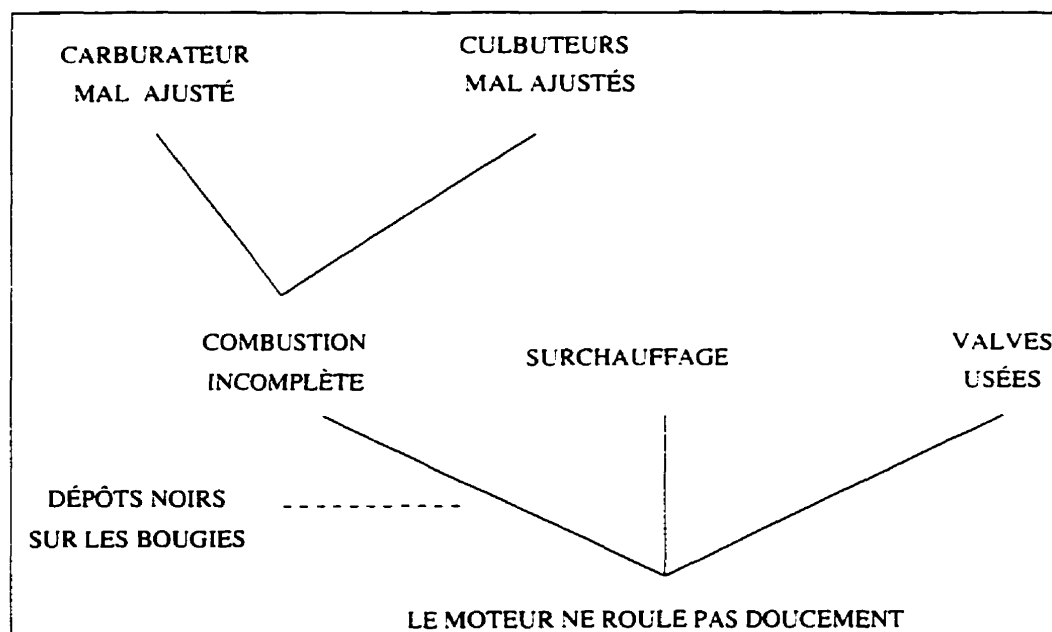 CARBURATEUR
MAL AJUSTÉ
CULBUTEURS
MAL AJUSTÉS
COMBUSTION
INCOMPLÈTE
SURCHAUFFAGE
VALVES
USÉES
DÉPÔTS NOIRS
SUR LES BOUGIES
LE MOTEUR NE ROULE PAS DOUCEMENT